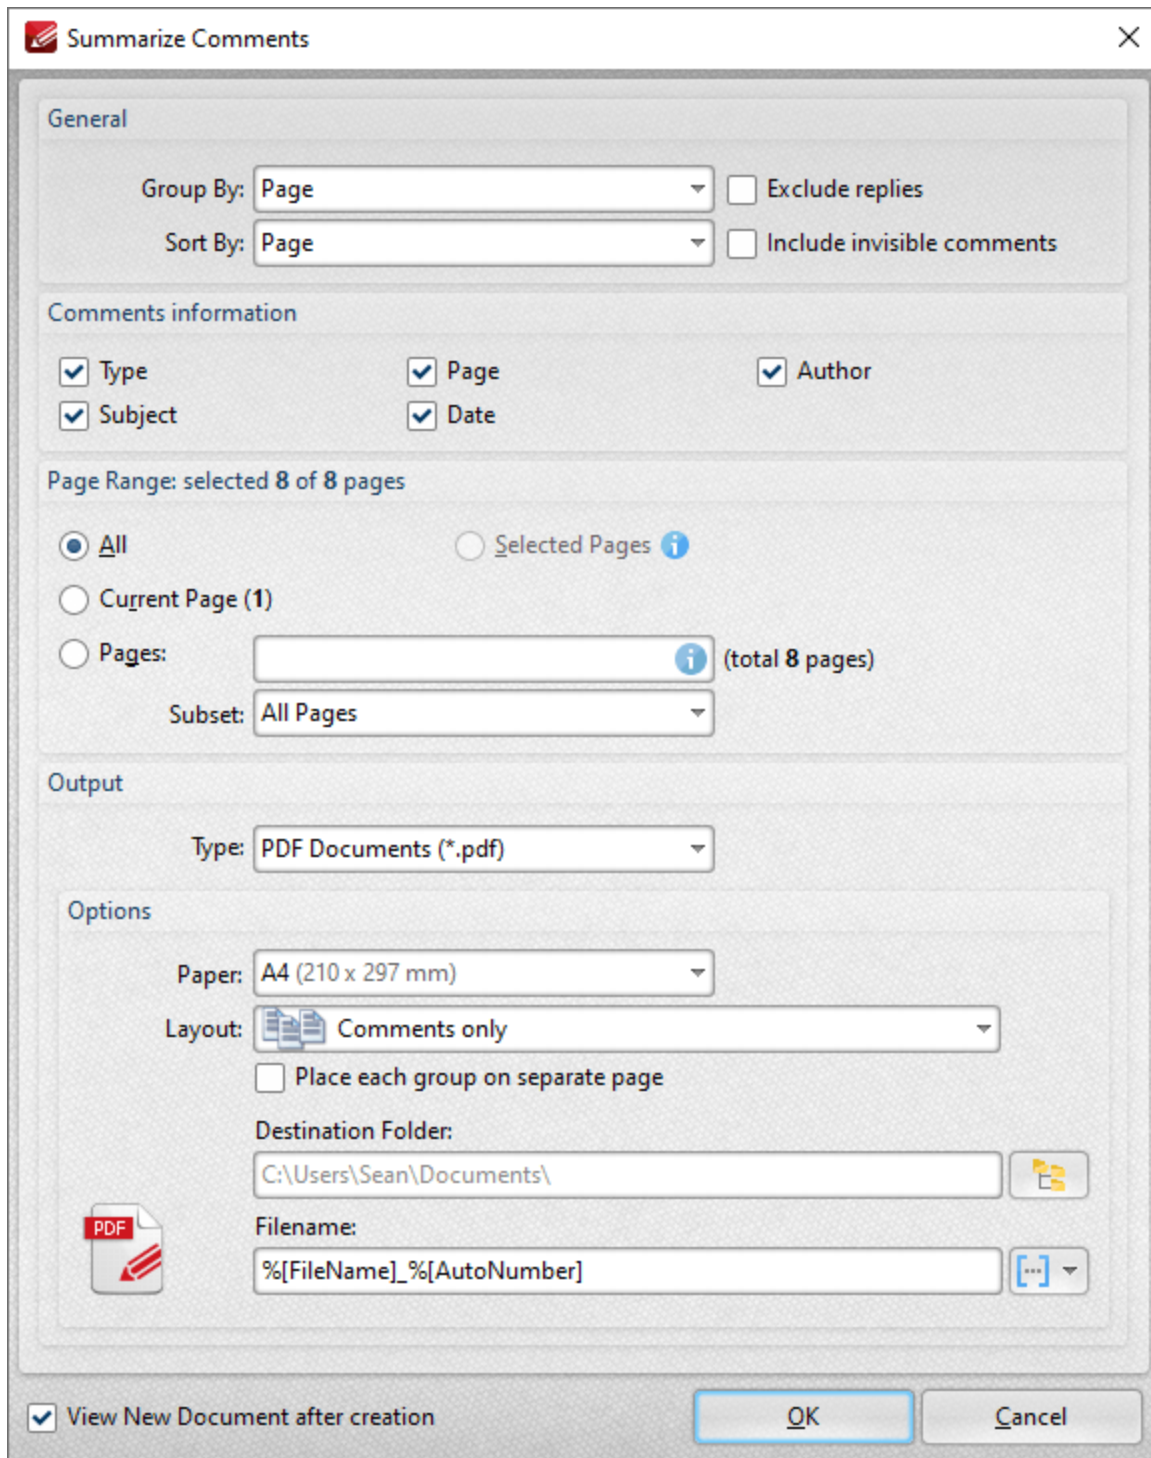 Summarize Comments
General
Group By: Page Exclude replies
Sort By: Page Include invisible comments
Comments information
Type Page Author
Subject Date
Page Range: selected 8 of 8 pages
All Selected Pages
Current Page (1)
Pages: (total 8 pages)
Subset: All Pages
Output
Type: PDF Documents (*.pdf)
Options
Paper: A4 (210 x 297 mm)
Layout: Comments only
Place each group on separate page
Destination Folder:
C:\Users\Sean\Documents\
PDF
Filename:
%[FileName]_%[AutoNumber]
View New Document after creation OK Cancel